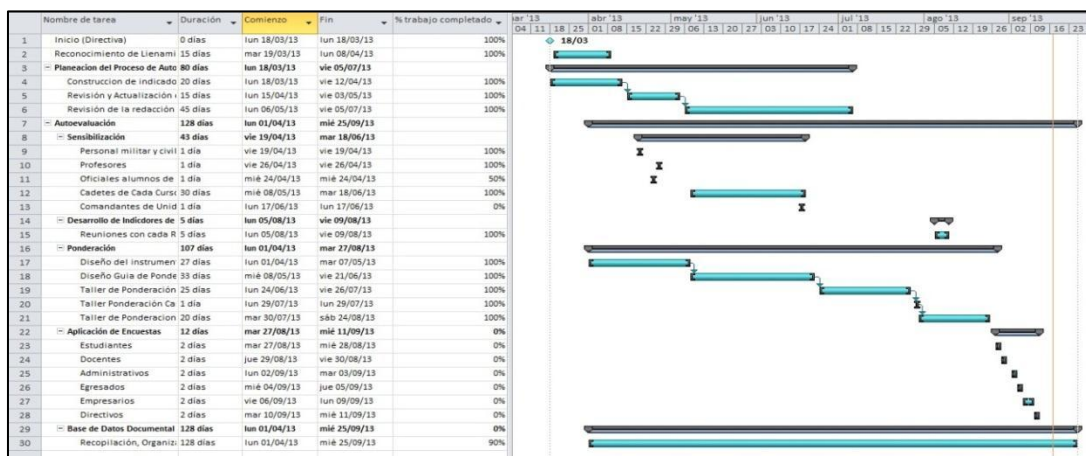 Nombre de tarea Duración Comienzo Fin % trabajo completado ar '13 abr '13 may '13 jun '13 jul '13 ago '13 sep '13
04 11 18 25 01 08 15 22 29 06 13 20 27 03 10 17 24 01 08 15 22 29 05 12 19 26 02 09 16 23
1 Inicio (Directiva) 0 días lun 18/03/13 lun 18/03/13 100% 18/03
2 Reconocimiento de Lienami 15 días mar 19/03/13 lun 08/04/13 100%
3 Planeacion del Proceso de Auto 80 días lun 18/03/13 vie 05/07/13
4 Construccion de indicado 20 días lun 18/03/13 vie 12/04/13 100%
5 Revisión y Actualización 15 días lun 15/04/13 vie 03/05/13 100%
6 Revisión de la redacción 45 días lun 06/05/13 vie 05/07/13 100%
7 Autoevaluación 128 días lun 01/04/13 mié 25/09/13
8 Sensibilización 43 días vie 19/04/13 mar 18/06/13
9 Personal militar y civil 1 día vie 19/04/13 vie 19/04/13 100%
10 Profesores 1 día vie 26/04/13 vie 26/04/13 100%
11 Oficiales alumnos de 1 día mié 24/04/13 mié 24/04/13 50%
12 Cadetes de Cada Curso 30 días mié 08/05/13 mar 18/06/13 100%
13 Comandantes de Unid 1 día lun 17/06/13 lun 17/06/13 0%
14 Desarrollo de Indicdores de 5 días lun 05/08/13 vie 09/08/13
15 Reuniones con cada R 5 días lun 05/08/13 vie 09/08/13 100%
16 Ponderación 107 días lun 01/04/13 mar 27/08/13
17 Diseño del instrumen 27 días lun 01/04/13 mar 07/05/13 100%
18 Diseño Guia de Ponde 33 días mié 08/05/13 vie 21/06/13 100%
19 Taller Ponderación 25 días lun 24/06/13 vie 26/07/13 100%
20 Taller Ponderación Ca 1 día lun 29/07/13 lun 29/07/13 100%
21 Taller de Ponderacion 20 días mar 30/07/13 sáb 24/08/13 100%
22 Aplicación de Encuestas 12 días mar 27/08/13 mié 11/09/13 0%
23 Estudiantes 2 días mar 27/08/13 mié 28/08/13 0%
24 Docentes 2 días jue 29/08/13 vie 30/08/13 0%
25 Administrativos 2 días lun 02/09/13 mar 03/09/13 0%
26 Egresados 2 días mié 04/09/13 jue 05/09/13 0%
27 Empresarios 2 días vie 06/09/13 lun 09/09/13 0%
28 Directivos 2 días mar 10/09/13 mié 11/09/13 0%
29 Base de Datos Documental 128 días lun 01/04/13 mié 25/09/13 0%
30 Recopilación, Organiz 128 días lun 01/04/13 mié 25/09/13 90%